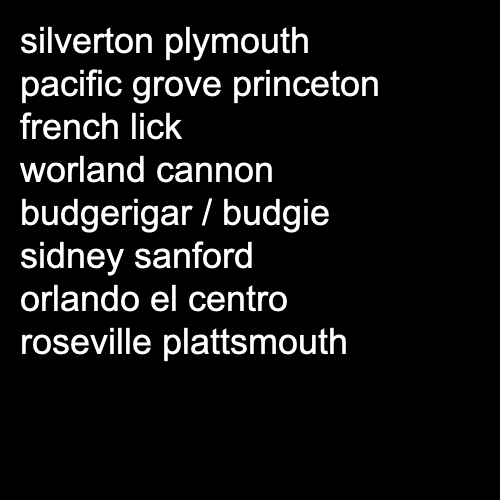 silverton plymouth
pacific grove princeton
french lick
worland cannon
budgerigar / budgie
sidney sanford
orlando el centro
roseville plattsmouth